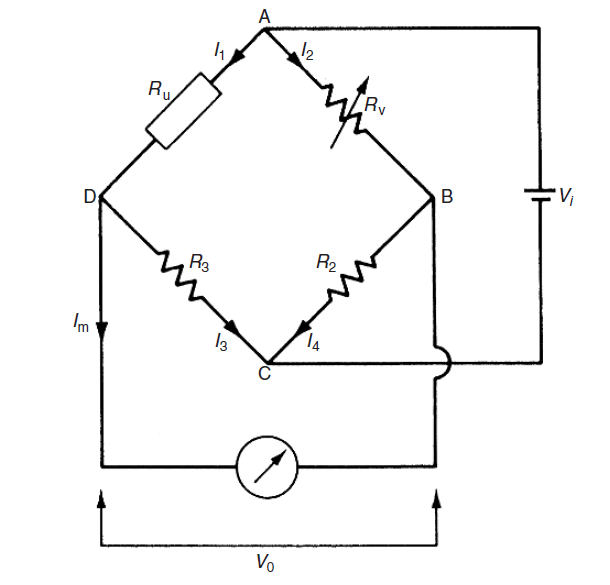 A
I₁ I₂
Rᵤ Rᵥ
D B Vᵢ
R₃ R₂
Iₘ I₃ I₄
C
V₀